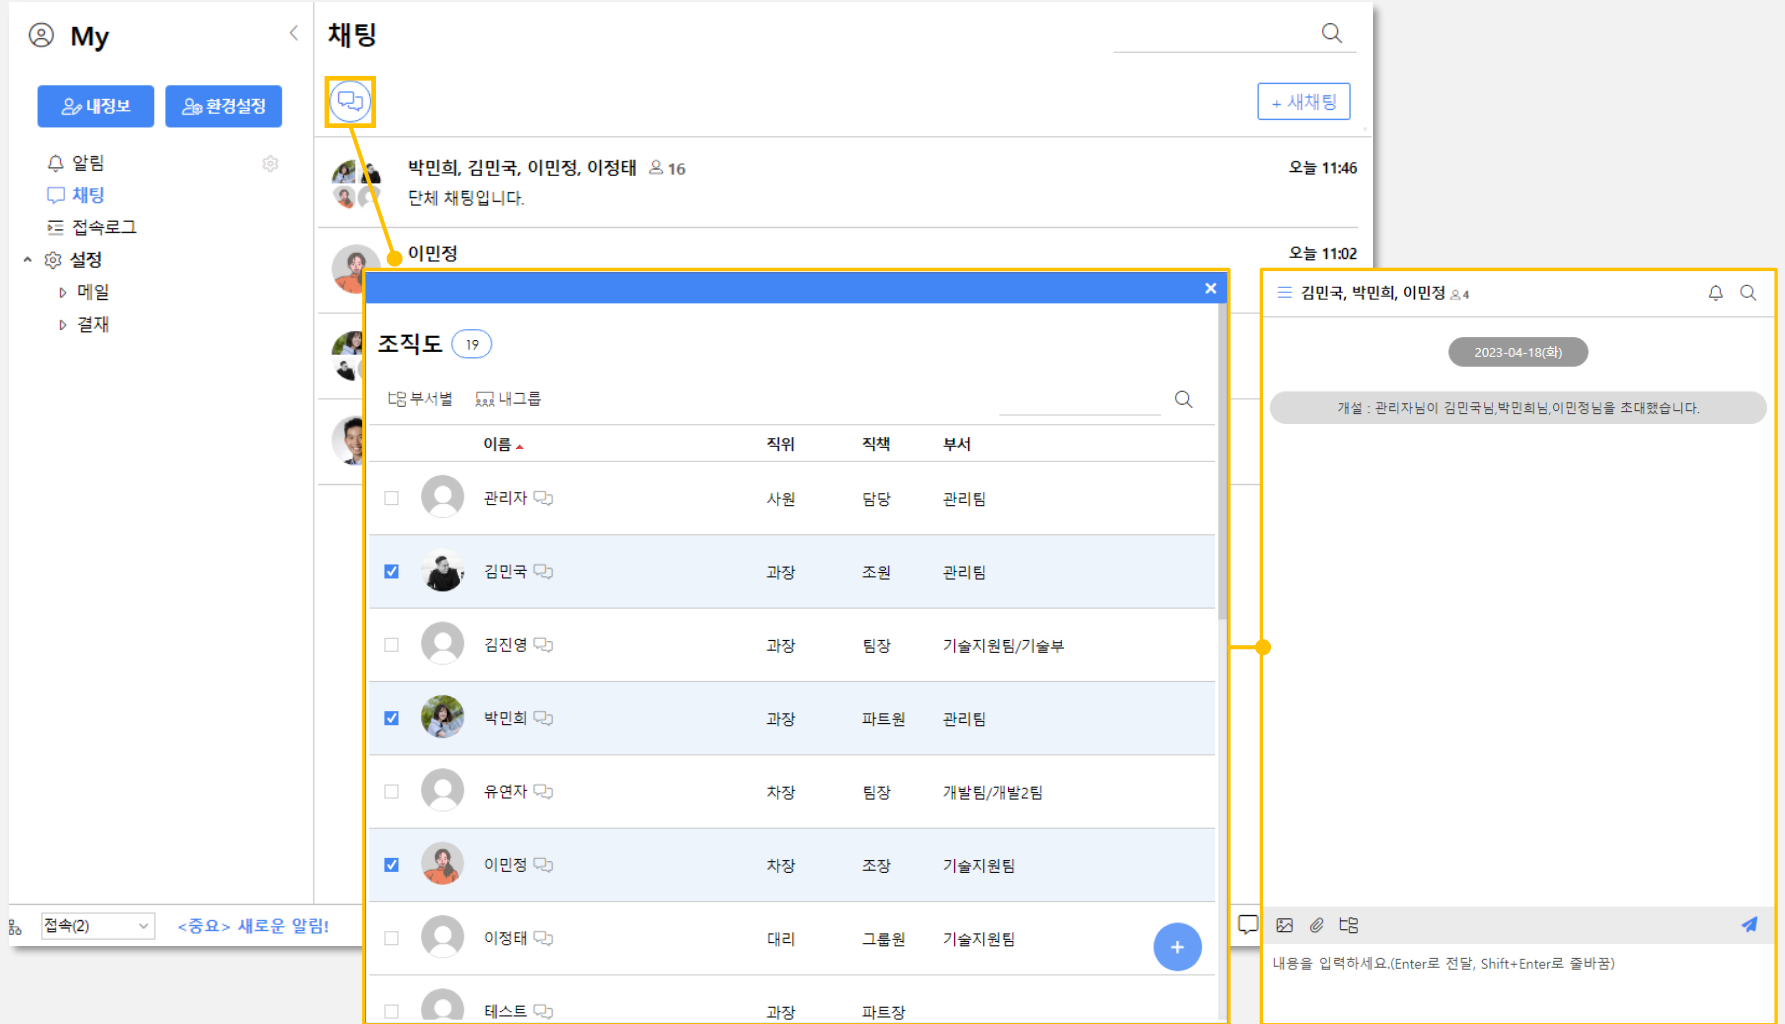 My
내정보
환경설정
알림
채팅
접속로그
설정
메일
결재
접속(2)
<중요> 새로운 알림!
채팅
+ 새채팅
박민희, 김민국, 이민정, 이정태 16
오늘 11:46
단체 채팅입니다.
이민정
오늘 11:02
조직도 19
부서별 내그룹
이름 직위 직책 부서
관리자 사원 담당 관리팀
김민국 과장 조원 관리팀
김진영 과장 팀장 기술지원팀/기술부
박민희 과장 파트원 관리팀
유연자 차장 팀장 개발팀/개발2팀
이민정 차장 조장 기술지원팀
이정태 대리 그룹원 기술지원팀
테스트 과장 파트장
김민국, 박민희, 이민정 4
2023-04-18(화)
개설 : 관리자님이 김민국님,박민희님,이민정님을 초대했습니다.
내용을 입력하세요.(Enter로 전달, Shift+Enter로 줄바꿈)